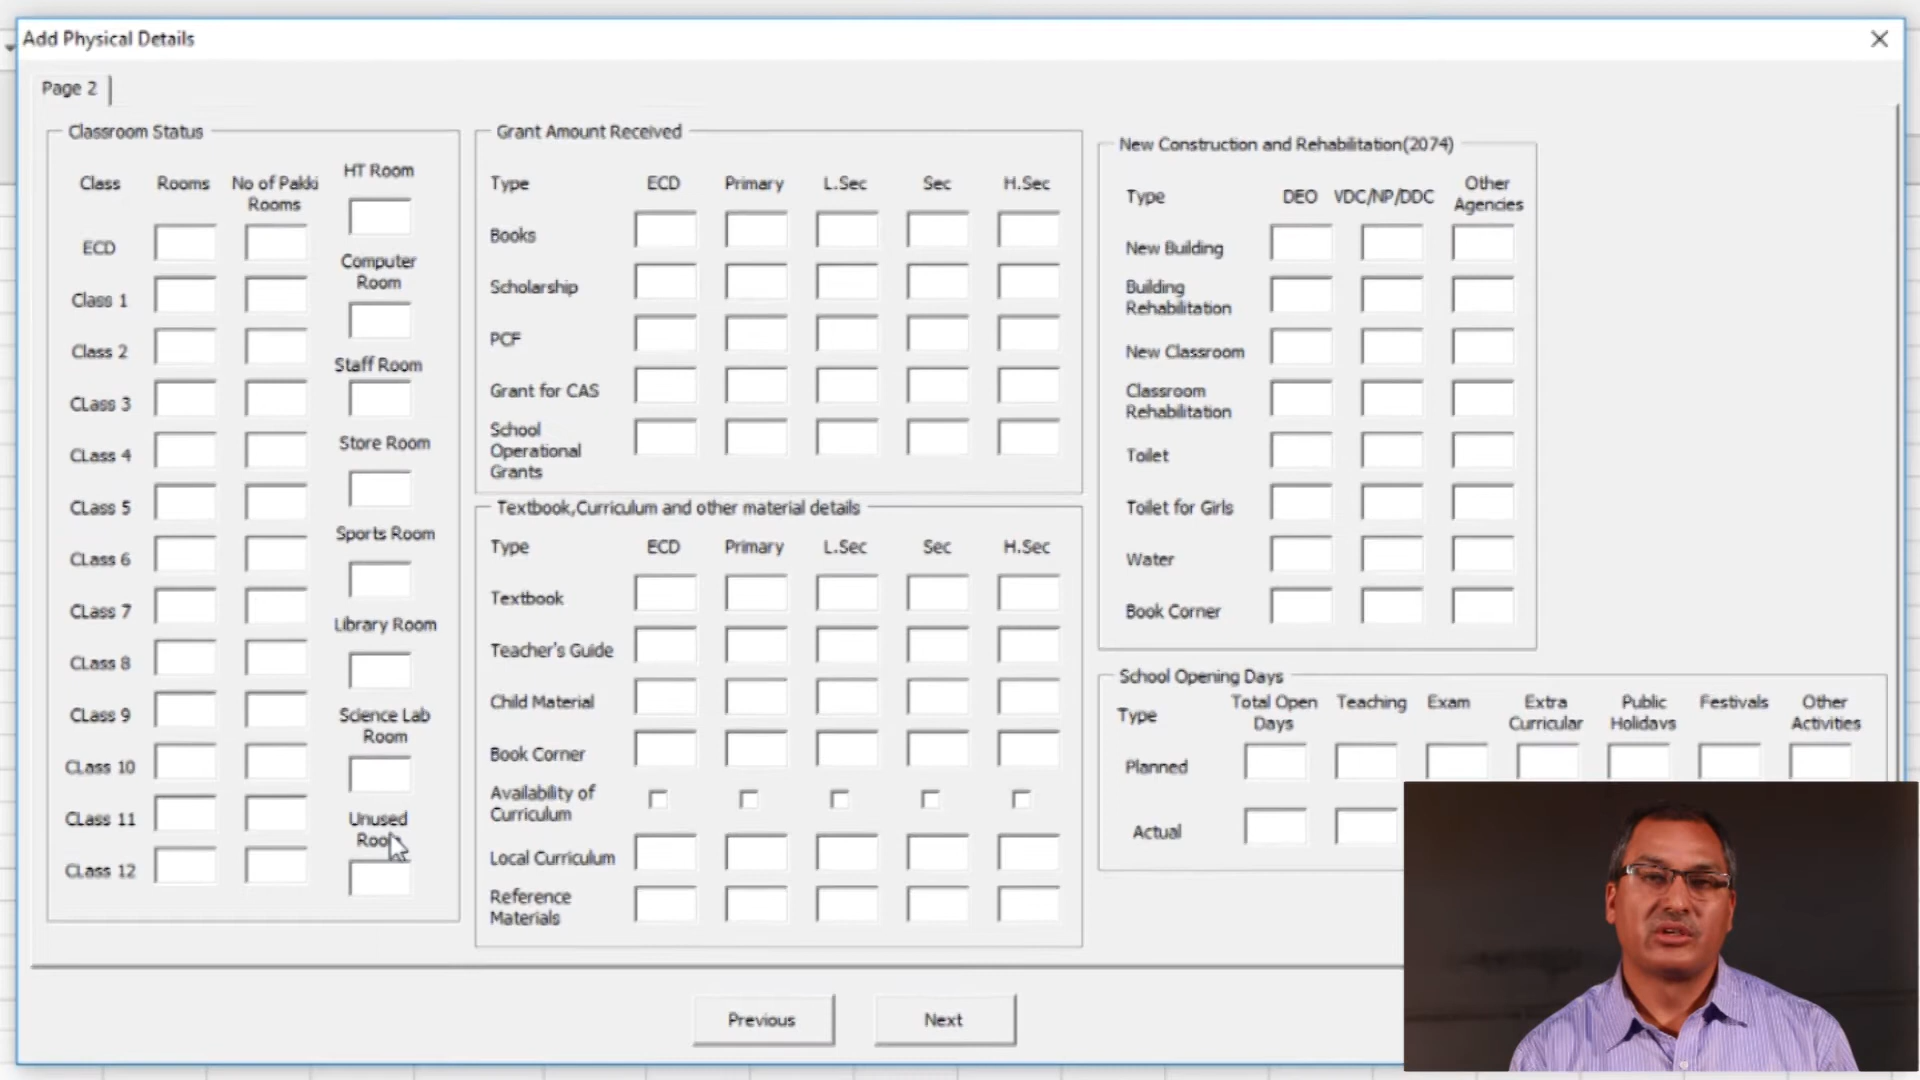 Add Physical Details
Page 2
Classroom Status
Class Rooms No of Pakki Rooms
HT Room
ECD
Computer Room
Class 1
Class 2
Staff Room
CLass 3
Store Room
CLass 4
CLass 5
Sports Room
CLass 6
CLass 7
Library Room
CLass 8
CLass 9
Science Lab Room
CLass 10
CLass 11
Unused Room
CLass 12
Grant Amount Received
Type ECD Primary L.Sec Sec H.Sec
Books
Scholarship
PCF
Grant for CAS
School Operational Grants
Textbook,Curriculum and other material details
Type ECD Primary L.Sec Sec H.Sec
Textbook
Teacher's Guide
Child Material
Book Corner
Availability of Curriculum
Local Curriculum
Reference Materials
New Construction and Rehabilitation(2074)
Type DEO VDC/NP/DDC Other Agencies
New Building
Building Rehabilitation
New Classroom
Classroom Rehabilitation
Toilet
Toilet for Girls
Water
Book Corner
School Opening Days
Type Total Open Days Teaching Exam Extra Curricular Public Holidays Festivals Other Activities
Planned
Actual
Previous Next